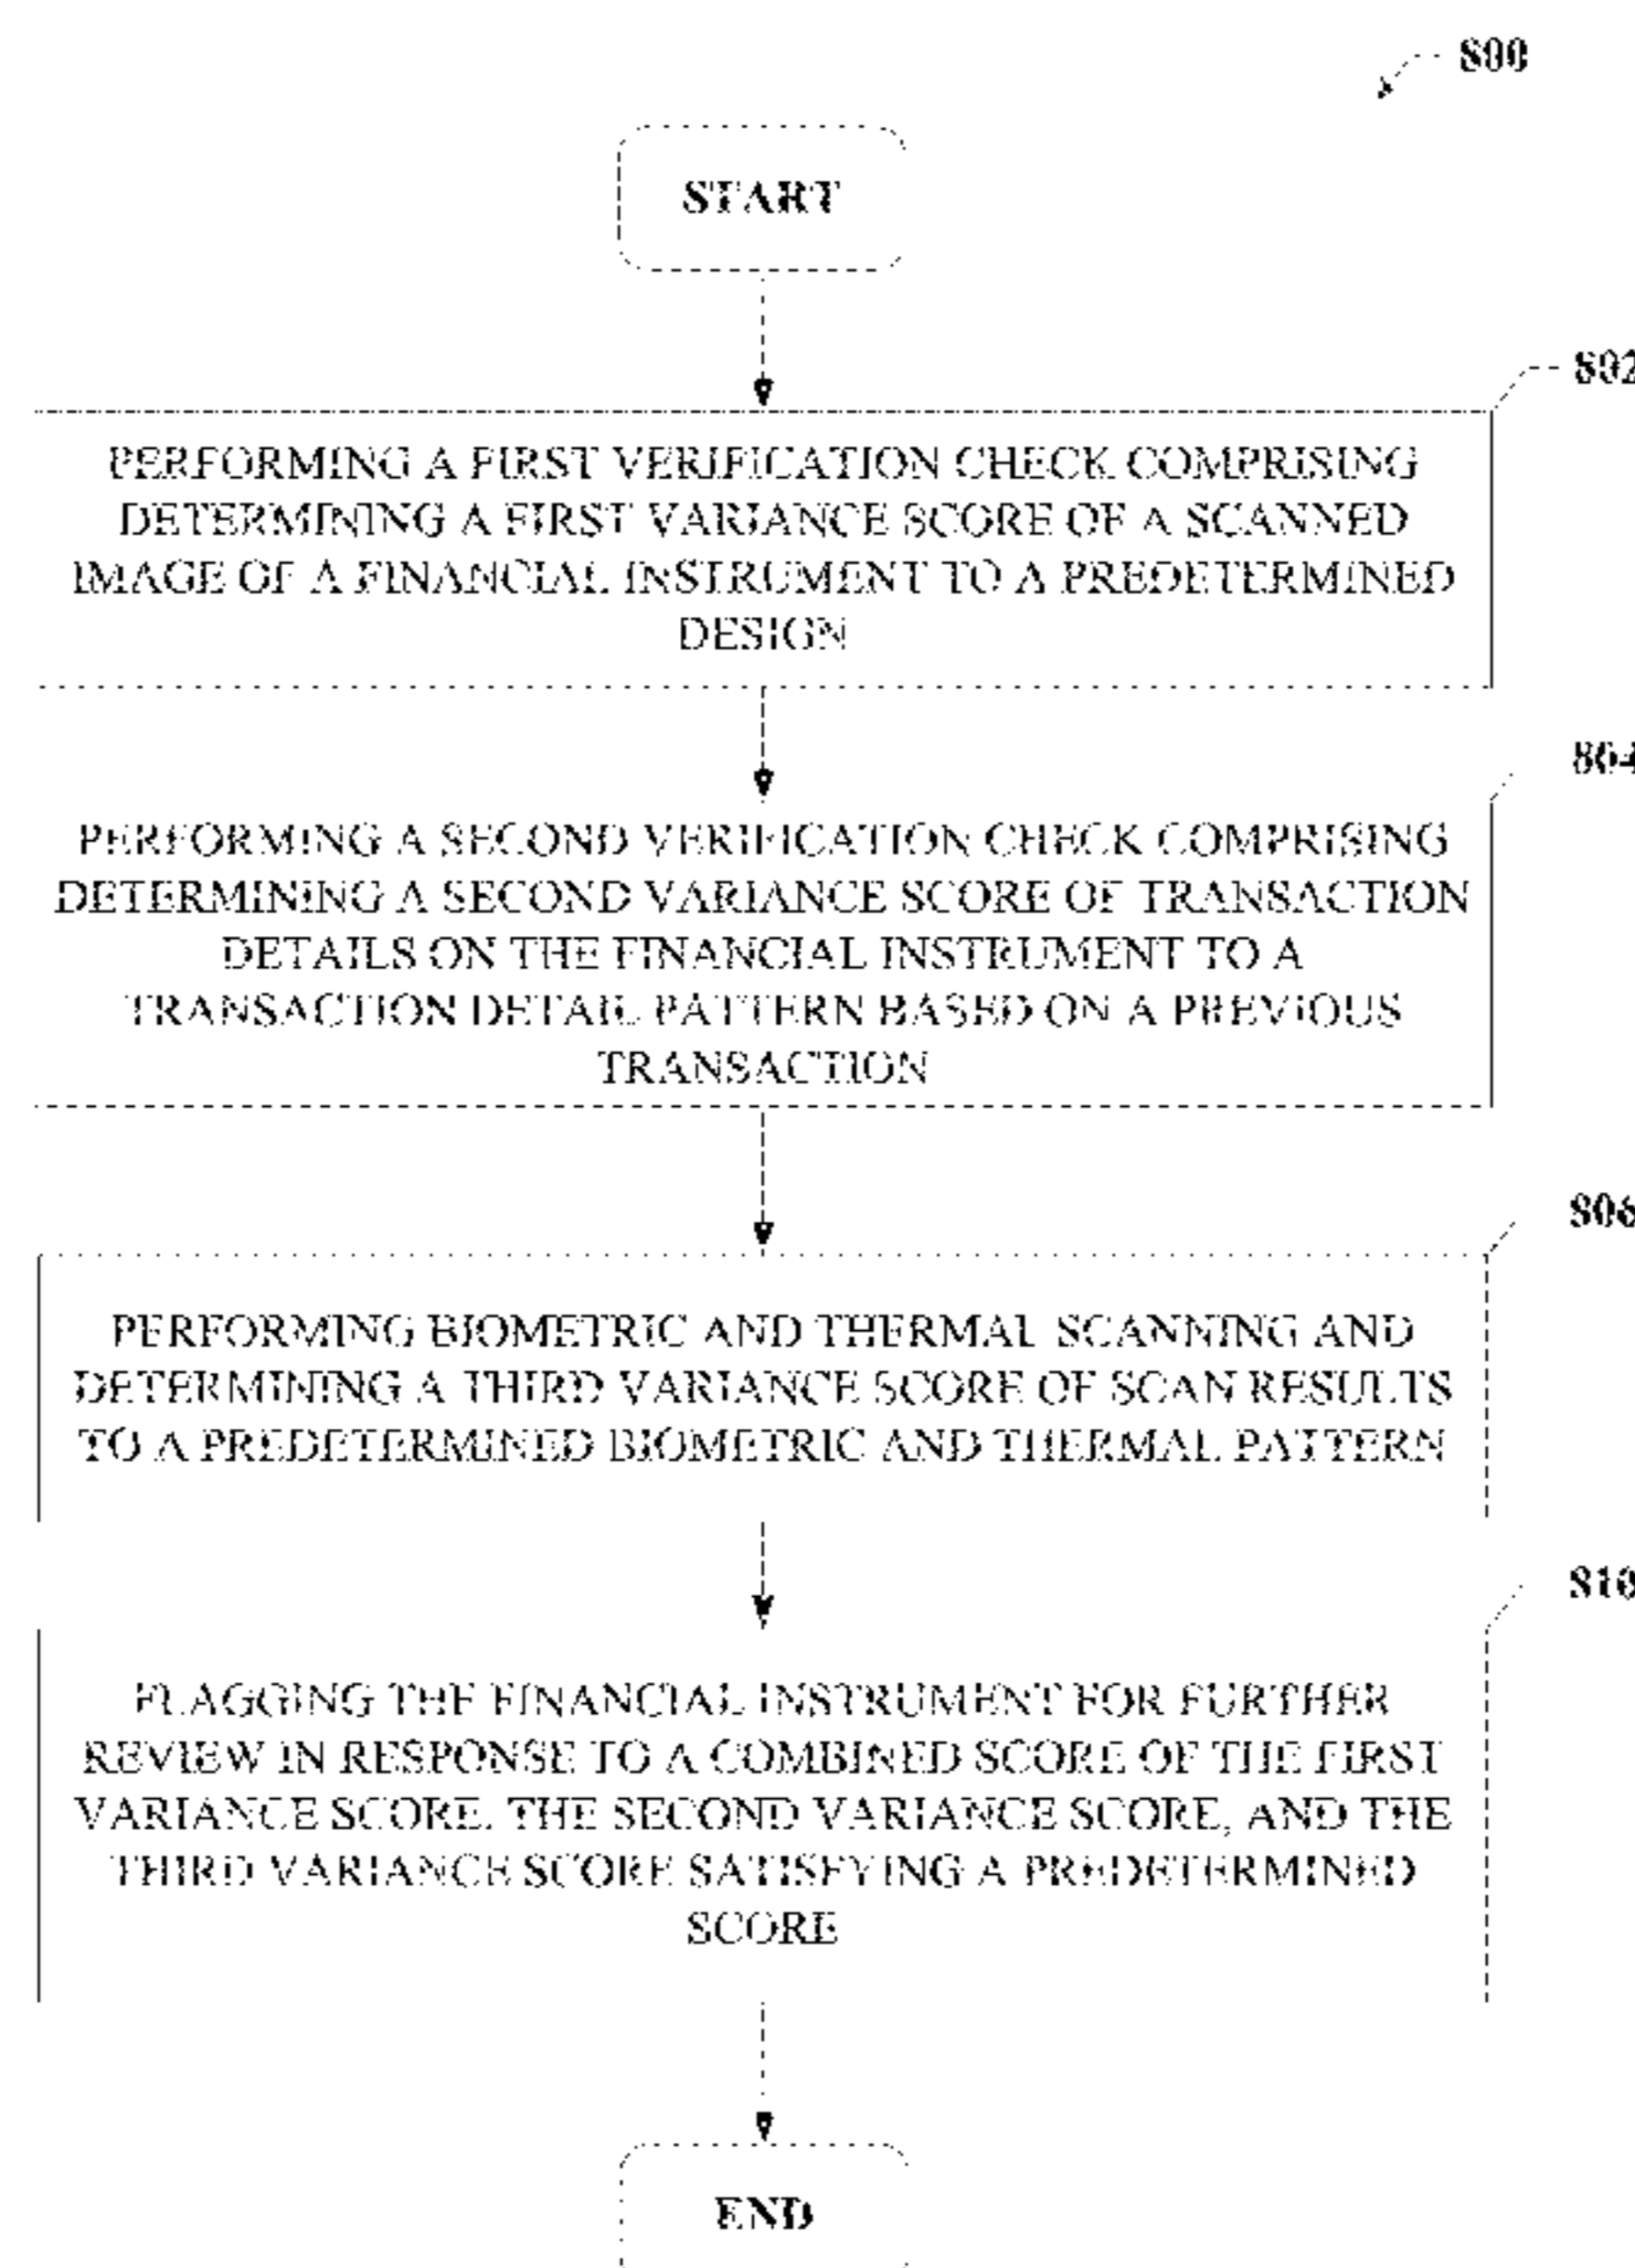 800
START
802
PERFORMING A FIRST VERIFICATION CHECK COMPRISING
DETERMINING A FIRST VARIANCE SCORE OF A SCANNED
IMAGE OF A FINANCIAL INSTRUMENT TO A PREDETERMINED
DESIGN
804
PERFORMING A SECOND VERIFICATION CHECK COMPRISING
DETERMINING A SECOND VARIANCE SCORE OF TRANSACTION
DETAILS ON THE FINANCIAL INSTRUMENT TO A
TRANSACTION DETAIL PATTERN BASED ON A PREVIOUS
TRANSACTION
806
PERFORMING BIOMETRIC AND THERMAL SCANNING AND
DETERMINING A THIRD VARIANCE SCORE OF SCAN RESULTS
TO A PREDETERMINED BIOMETRIC AND THERMAL PATTERN
810
FLAGGING THE FINANCIAL INSTRUMENT FOR FURTHER
REVIEW IN RESPONSE TO A COMBINED SCORE OF THE FIRST
VARIANCE SCORE, THE SECOND VARIANCE SCORE, AND THE
THIRD VARIANCE SCORE SATISFYING A PREDETERMINED
SCORE
END